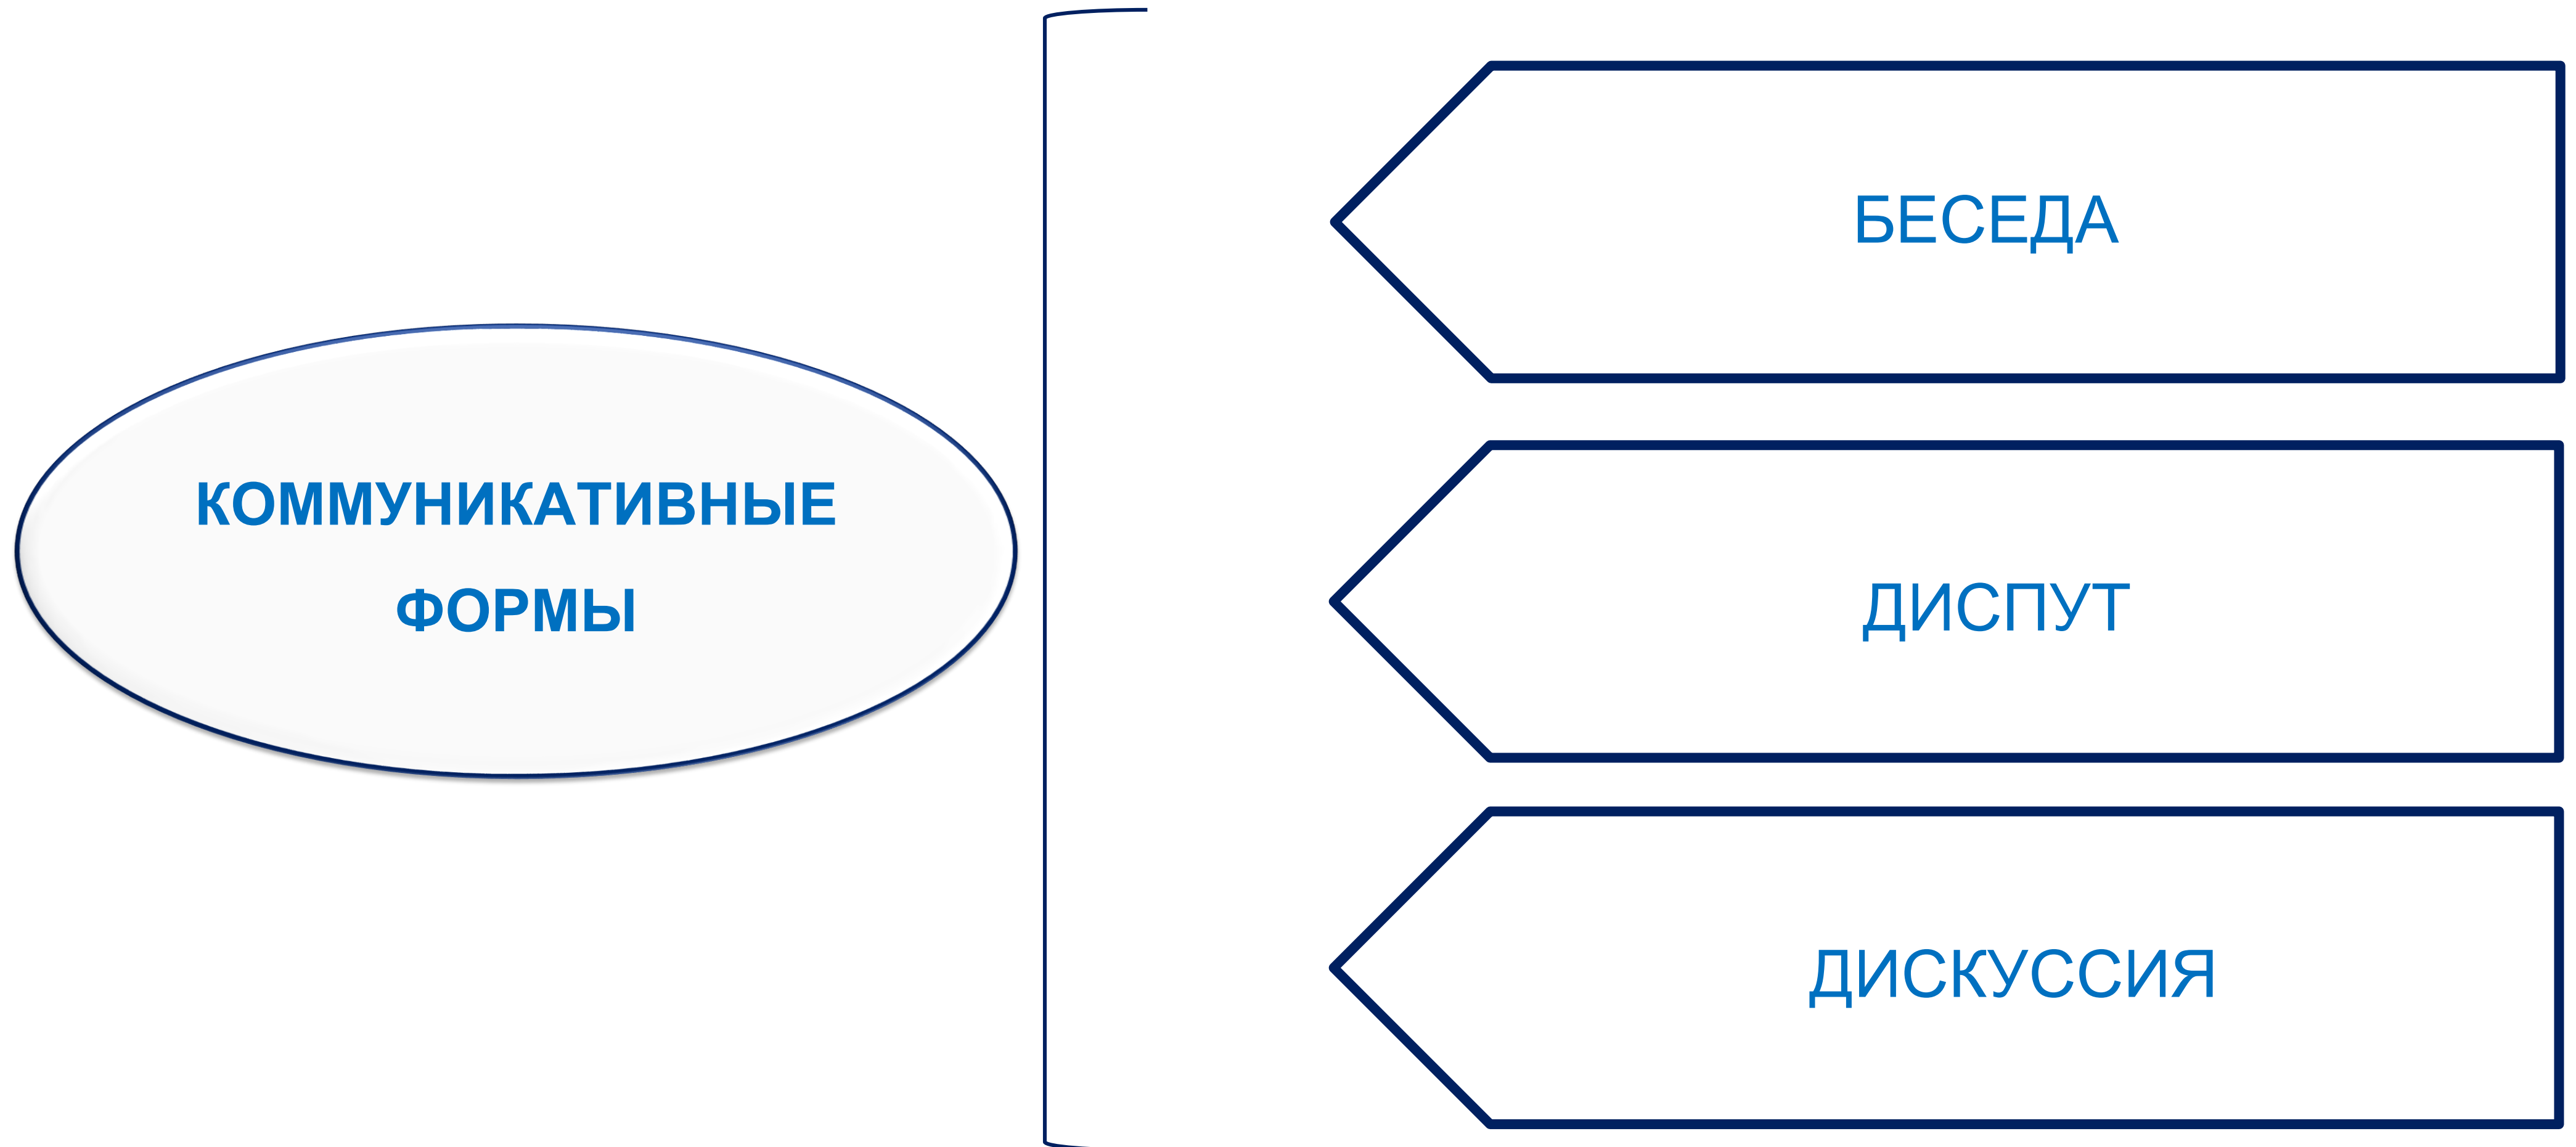 КОММУНИКАТИВНЫЕ
ФОРМЫ
БЕСЕДА
ДИСПУТ
ДИСКУССИЯ